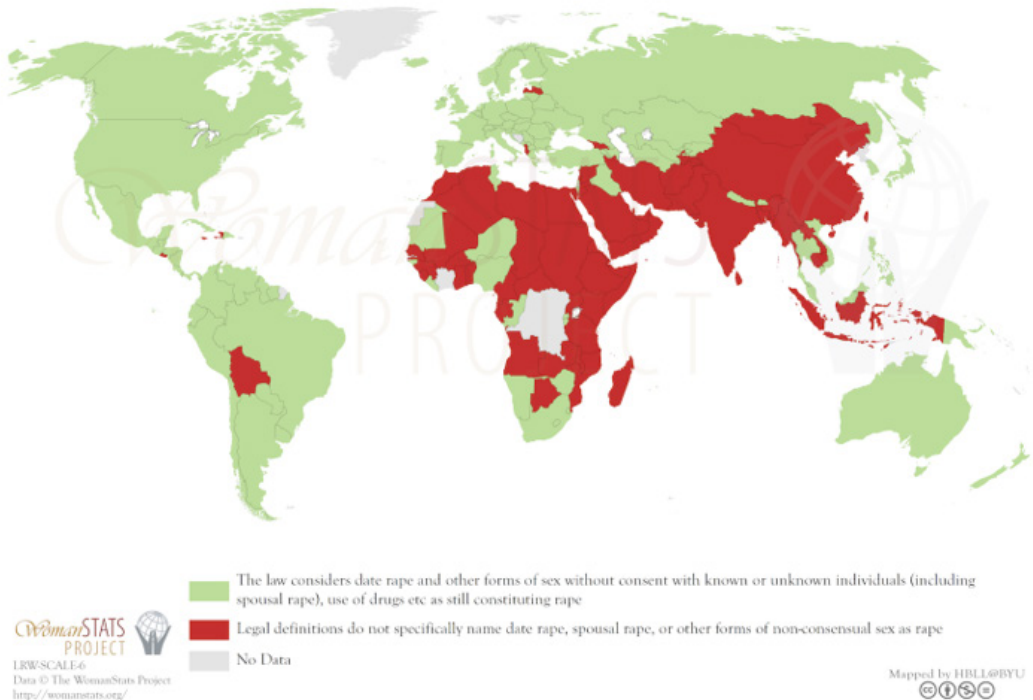 WomanSTATS
PROJECT
The law considers date rape and other forms of sex without consent with known or unknown individuals (including
spousal rape), use of drugs etc as still constituting rape
Legal definitions do not specifically name date rape, spousal rape, or other forms of non-consensual sex as rape
No Data
WomanSTATS
PROJECT
LRW-SCALE-6
Data © The WomanStats Project
http://womanstats.org/
Mapped by HBLL@BYU